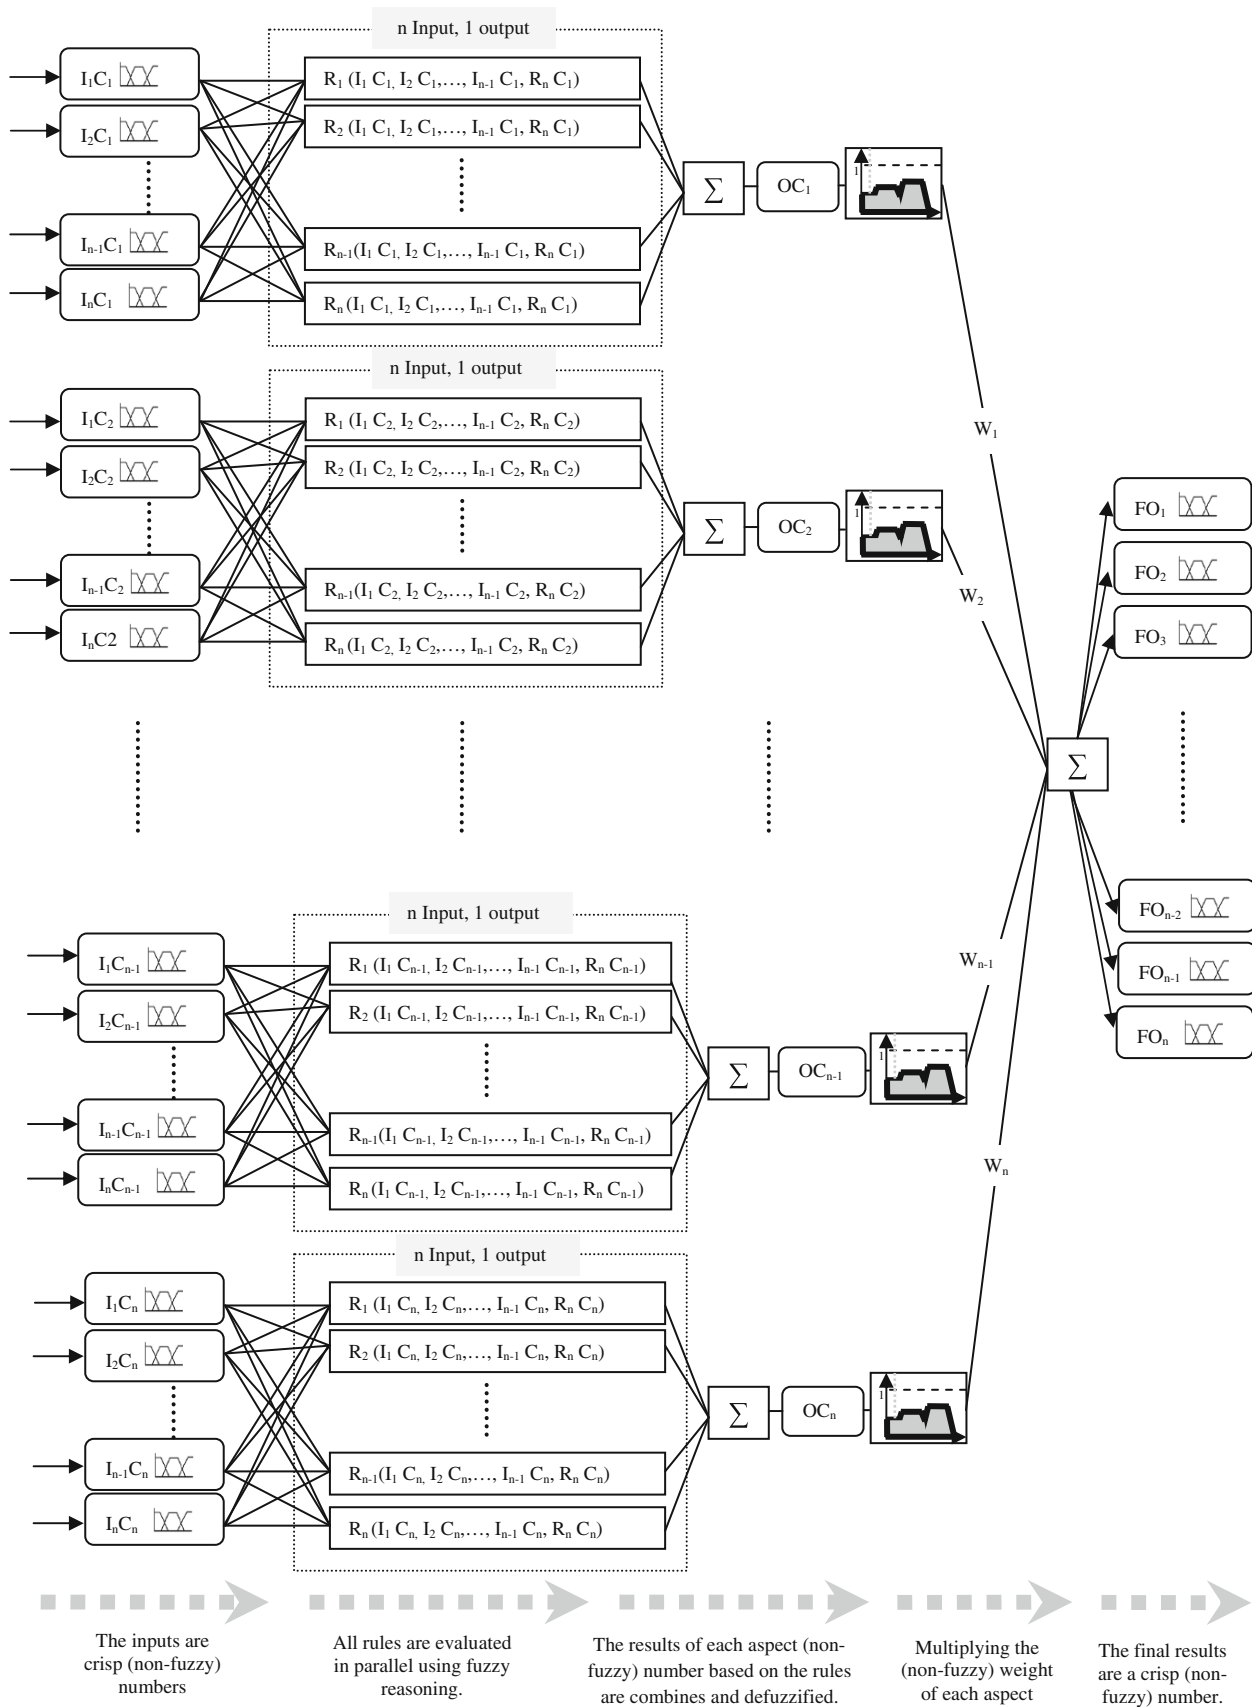 n Input, 1 output
I1C1
I2C1
In-1C1
InC1
R1 (I1 C1, I2 C1,…, In-1 C1, Rn C1)
R2 (I1 C1, I2 C1,…, In-1 C1, Rn C1)
Rn-1(I1 C1, I2 C1,…, In-1 C1, Rn C1)
Rn (I1 C1, I2 C1,…, In-1 C1, Rn C1)
∑
OC1
1
W1
n Input, 1 output
I1C2
I2C2
In-1C2
InC2
R1 (I1 C2, I2 C2,…, In-1 C2, Rn C2)
R2 (I1 C2, I2 C2,…, In-1 C2, Rn C2)
Rn-1(I1 C2, I2 C2,…, In-1 C2, Rn C2)
Rn (I1 C2, I2 C2,…, In-1 C2, Rn C2)
∑
OC2
1
W2
∑
FO1
FO2
FO3
FOn-2
FOn-1
FOn
n Input, 1 output
I1Cn-1
I2Cn-1
In-1Cn-1
InCn-1
R1 (I1 Cn-1, I2 Cn-1,…, In-1 Cn-1, Rn Cn-1)
R2 (I1 Cn-1, I2 Cn-1,…, In-1 Cn-1, Rn Cn-1)
Rn-1(I1 Cn-1, I2 Cn-1,…, In-1 Cn-1, Rn Cn-1)
Rn (I1 Cn-1, I2 Cn-1,…, In-1 Cn-1, Rn Cn-1)
∑
OCn-1
1
Wn-1
n Input, 1 output
I1Cn
I2Cn
In-1Cn
InCn
R1 (I1 Cn, I2 Cn,…, In-1 Cn, Rn Cn)
R2 (I1 Cn, I2 Cn,…, In-1 Cn, Rn Cn)
Rn-1(I1 Cn, I2 Cn,…, In-1 Cn, Rn Cn)
Rn (I1 Cn, I2 Cn,…, In-1 Cn, Rn Cn)
∑
OCn
1
Wn
The inputs are
crisp (non-fuzzy)
numbers
All rules are evaluated
in parallel using fuzzy
reasoning.
The results of each aspect (non-
fuzzy) number based on the rules
are combines and defuzzified.
Multiplying the
(non-fuzzy) weight
of each aspect
The final results
are a crisp (non-
fuzzy) number.